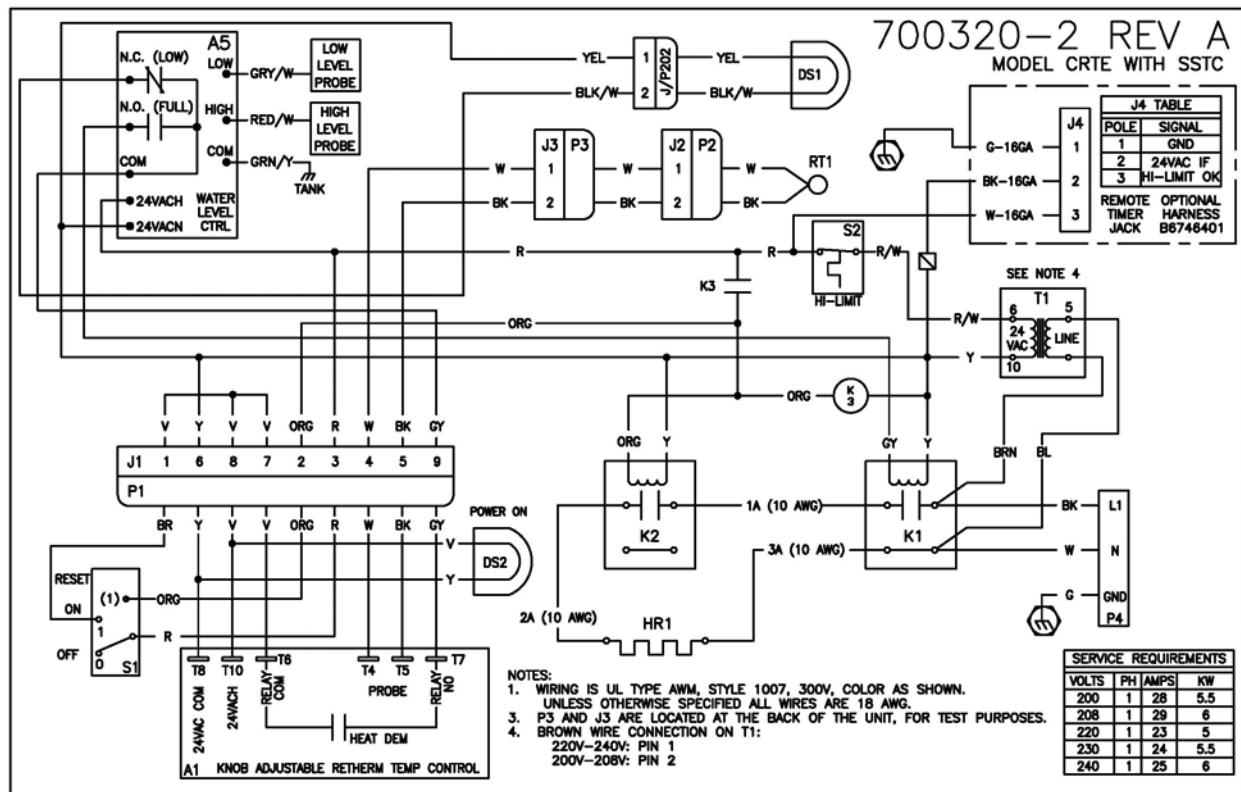 700320-2 REV A
MODEL CRTE WITH SSTC
A5
N.C. (LOW)
N.O. (FULL)
COM
24VACH
24VACN
WATER
LEVEL
CTRL
LOW
HIGH
COM
GRY/W
RED/W
GRN/Y
TANK
LOW
LEVEL
PROBE
HIGH
LEVEL
PROBE
YEL
BLK/W
1
2
J/P202
YEL
BLK/W
DS1
W
BK
J3 P3
1
2
W
BK
J2 P2
1
2
W
BK
RT1
G-16GA
BK-16GA
W-16GA
J4
1
2
3
J4 TABLE
POLE SIGNAL
1 GND
2 24VAC IF
3 HI-LIMIT OK
REMOTE OPTIONAL
TIMER HARNESS
JACK B6746401
R
R
S2
HI-LIMIT
R/W
R/W
K3
ORG
SEE NOTE 4
T1
6 5
24
VAC
LINE
10
Y
ORG
K
3
ORG Y
K2
GY Y
K1
BRN
BL
1A (10 AWG)
3A (10 AWG)
2A (10 AWG)
HR1
BK
W
G
L1
N
GND
P4
V Y V V ORG R W BK GY
J1 1 6 8 7 2 3 4 5 9
P1
BR Y V V ORG R W BK GY
POWER ON
V
Y
DS2
RESET
ON
OFF
(1)
1
0
S1
ORG
R
T8 T10 T6 T4 T5 T7
24VAC COM
24VACH
RELAY
COM
PROBE
RELAY
NO
HEAT DEM
A1 KNOB ADJUSTABLE RETHERM TEMP CONTROL
NOTES:
1. WIRING IS UL TYPE AWM, STYLE 1007, 300V, COLOR AS SHOWN.
UNLESS OTHERWISE SPECIFIED ALL WIRES ARE 18 AWG.
3. P3 AND J3 ARE LOCATED AT THE BACK OF THE UNIT, FOR TEST PURPOSES.
4. BROWN WIRE CONNECTION ON T1:
220V-240V: PIN 1
200V-208V: PIN 2
SERVICE REQUIREMENTS
VOLTS PH AMPS KW
200 1 28 5.5
208 1 29 6
220 1 23 5
230 1 24 5.5
240 1 25 6